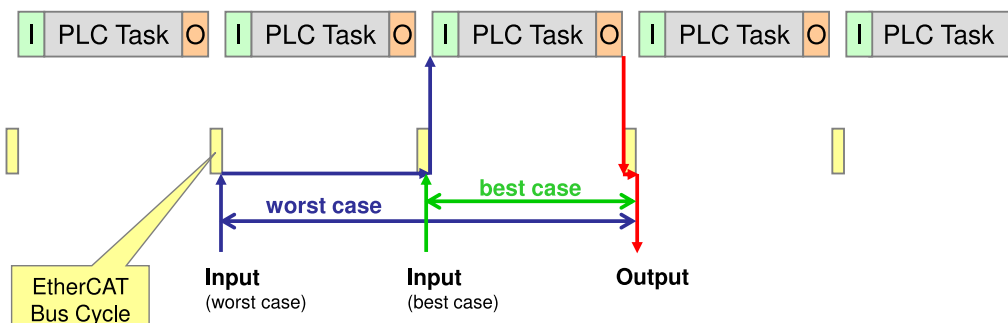 I PLC Task O I PLC Task O I PLC Task O I PLC Task O I PLC Task
best case
worst case
Input Input Output
(worst case) (best case)
EtherCAT
Bus Cycle